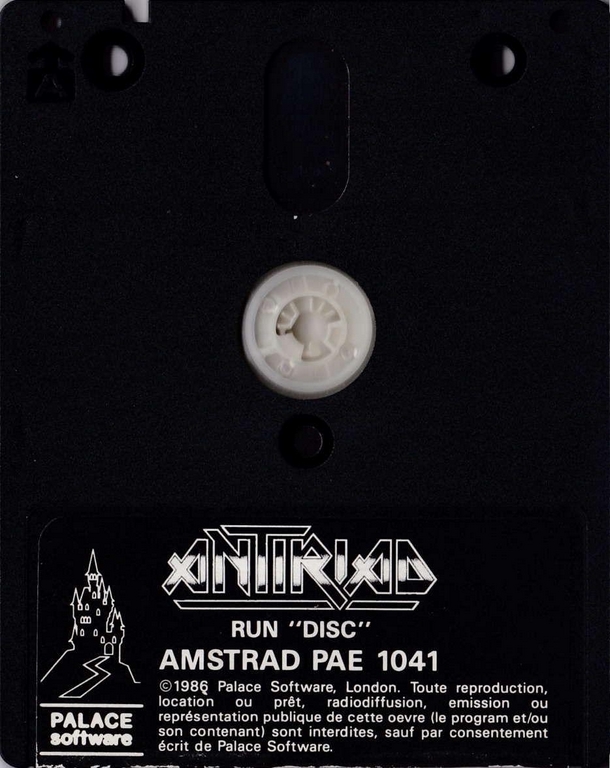 ANTIRIAD
RUN "DISC"
AMSTRAD PAE 1041
©1986 Palace Software, London. Toute reproduction,
location ou prêt, radiodiffusion, emission ou
représentation publique de cette oevre (le program et/ou
son contenant) sont interdites, sauf par consentement
écrit de Palace Software.
PALACE
software